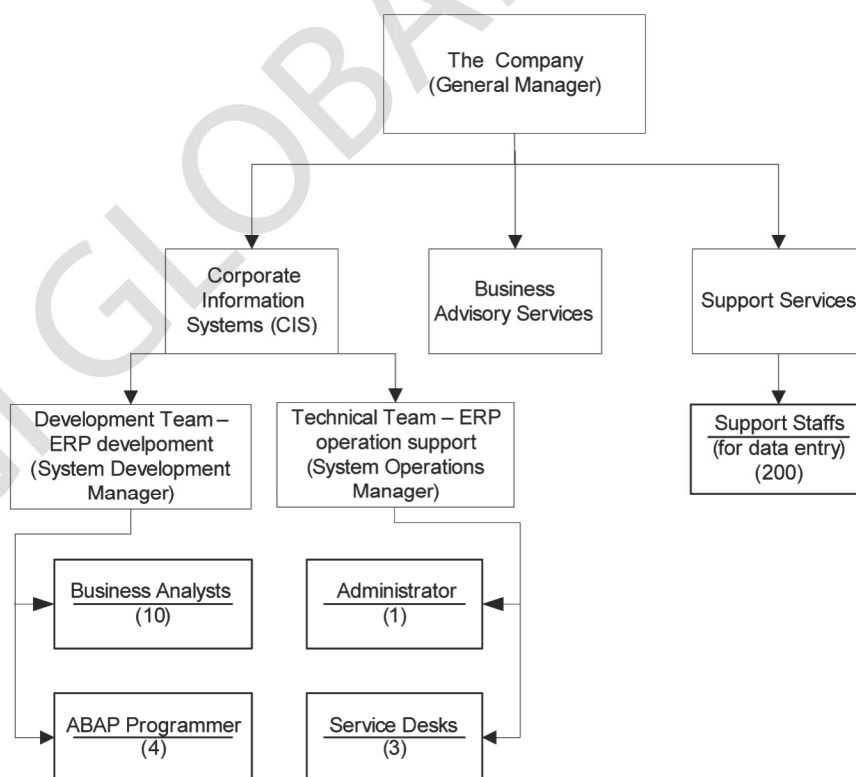 The Company
(General Manager)
Corporate
Information
Systems (CIS)
Business
Advisory Services
Support Services
Development Team –
ERP develpoment
(System Development
Manager)
Technical Team – ERP
operation support
(System Operations
Manager)
Support Staffs
(for data entry)
(200)
Business Analysts
(10)
Administrator
(1)
ABAP Programmer
(4)
Service Desks
(3)
GLOBAL